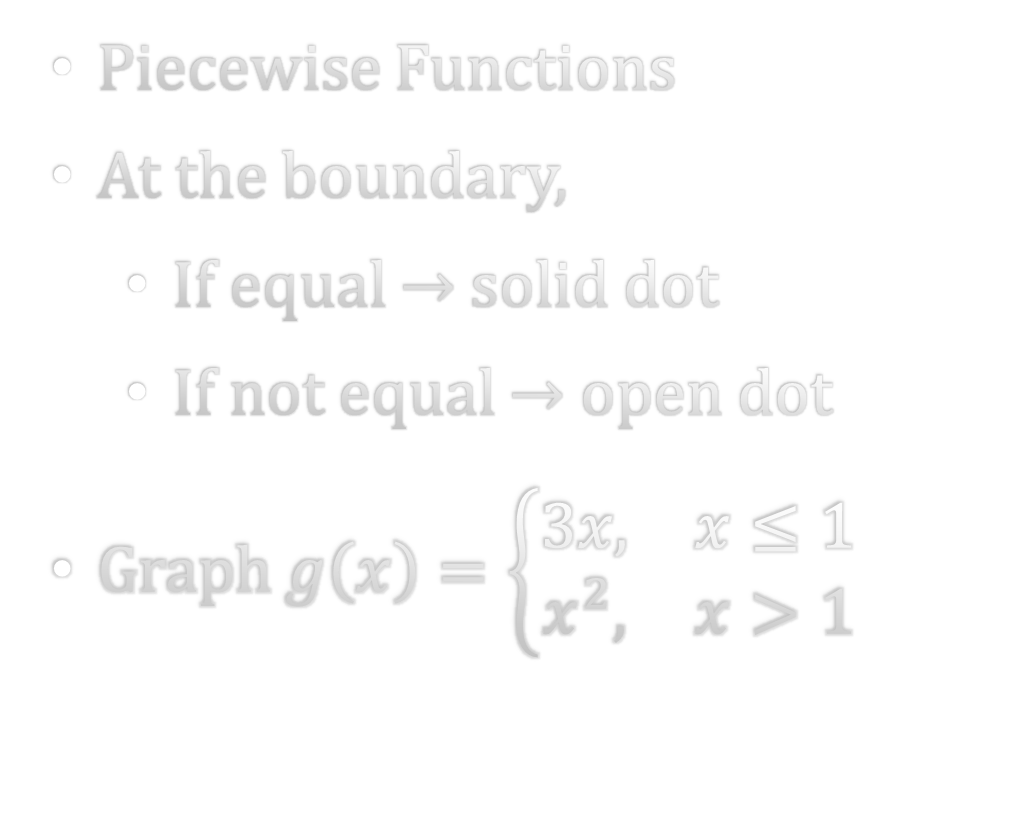 • Piecewise Functions
• At the boundary,
• If equal → solid dot
• If not equal → open dot
• Graph g(x) = { 3x, x ≤ 1
x², x > 1